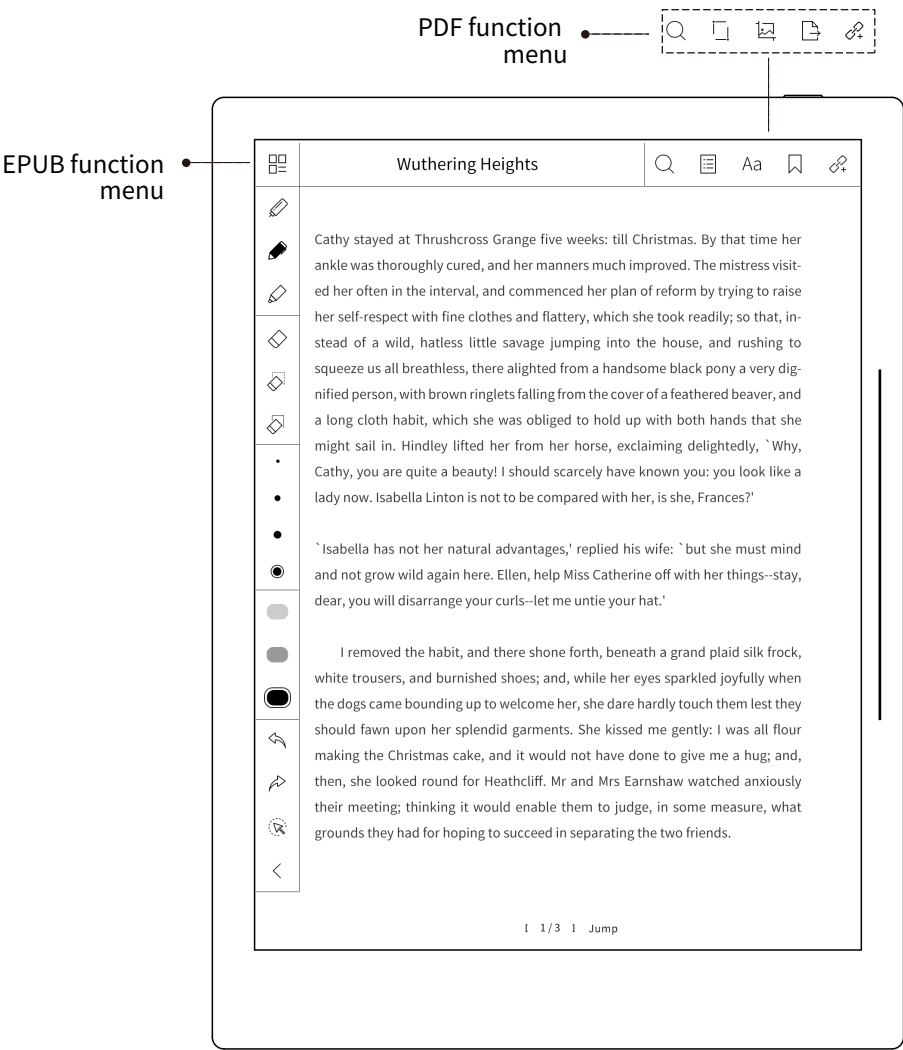 PDF function
menu
EPUB function
menu
Wuthering Heights
Aa
Cathy stayed at Thrushcross Grange five weeks: till Christmas. By that time her
ankle was thoroughly cured, and her manners much improved. The mistress visit-
ed her often in the interval, and commenced her plan of reform by trying to raise
her self-respect with fine clothes and flattery, which she took readily; so that, in-
stead of a wild, hatless little savage jumping into the house, and rushing to
squeeze us all breathless, there alighted from a handsome black pony a very dig-
nified person, with brown ringlets falling from the cover of a feathered beaver, and
a long cloth habit, which she was obliged to hold up with both hands that she
might sail in. Hindley lifted her from her horse, exclaiming delightedly, `Why,
Cathy, you are quite a beauty! I should scarcely have known you: you look like a
lady now. Isabella Linton is not to be compared with her, is she, Frances?'
`Isabella has not her natural advantages,' replied his wife: `but she must mind
and not grow wild again here. Ellen, help Miss Catherine off with her things--stay,
dear, you will disarrange your curls--let me untie your hat.'
I removed the habit, and there shone forth, beneath a grand plaid silk frock,
white trousers, and burnished shoes; and, while her eyes sparkled joyfully when
the dogs came bounding up to welcome her, she dare hardly touch them lest they
should fawn upon her splendid garments. She kissed me gently: I was all flour
making the Christmas cake, and it would not have done to give me a hug; and,
then, she looked round for Heathcliff. Mr and Mrs Earnshaw watched anxiously
their meeting; thinking it would enable them to judge, in some measure, what
grounds they had for hoping to succeed in separating the two friends.
[ 1/3 ] Jump